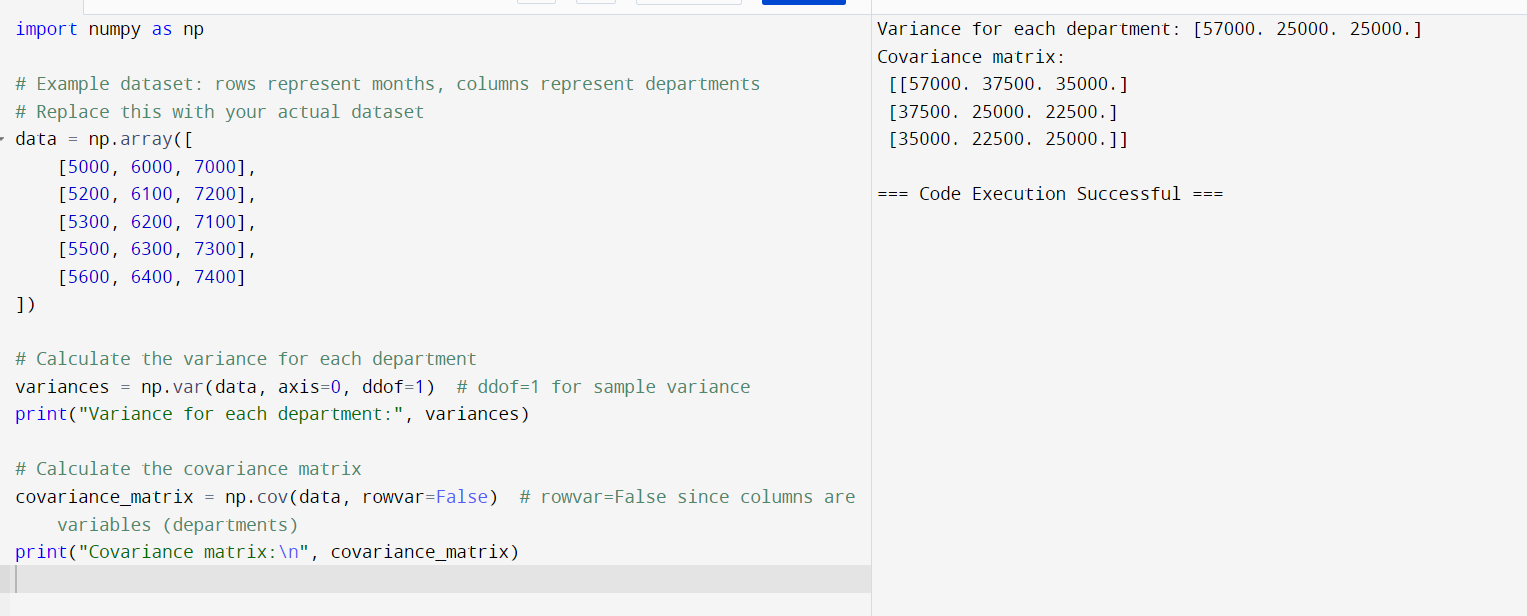 import numpy as np
# Example dataset: rows represent months, columns represent departments
# Replace this with your actual dataset
data = np.array([
    [5000, 6000, 7000],
    [5200, 6100, 7200],
    [5300, 6200, 7100],
    [5500, 6300, 7300],
    [5600, 6400, 7400]
])
# Calculate the variance for each department
variances = np.var(data, axis=0, ddof=1)  # ddof=1 for sample variance
print("Variance for each department:", variances)
# Calculate the covariance matrix
covariance_matrix = np.cov(data, rowvar=False)  # rowvar=False since columns are
    variables (departments)
print("Covariance matrix:\n", covariance_matrix)
Variance for each department: [57000. 25000. 25000.]
Covariance matrix:
 [[57000. 37500. 35000.]
 [37500. 25000. 22500.]
 [35000. 22500. 25000.]]
=== Code Execution Successful ===